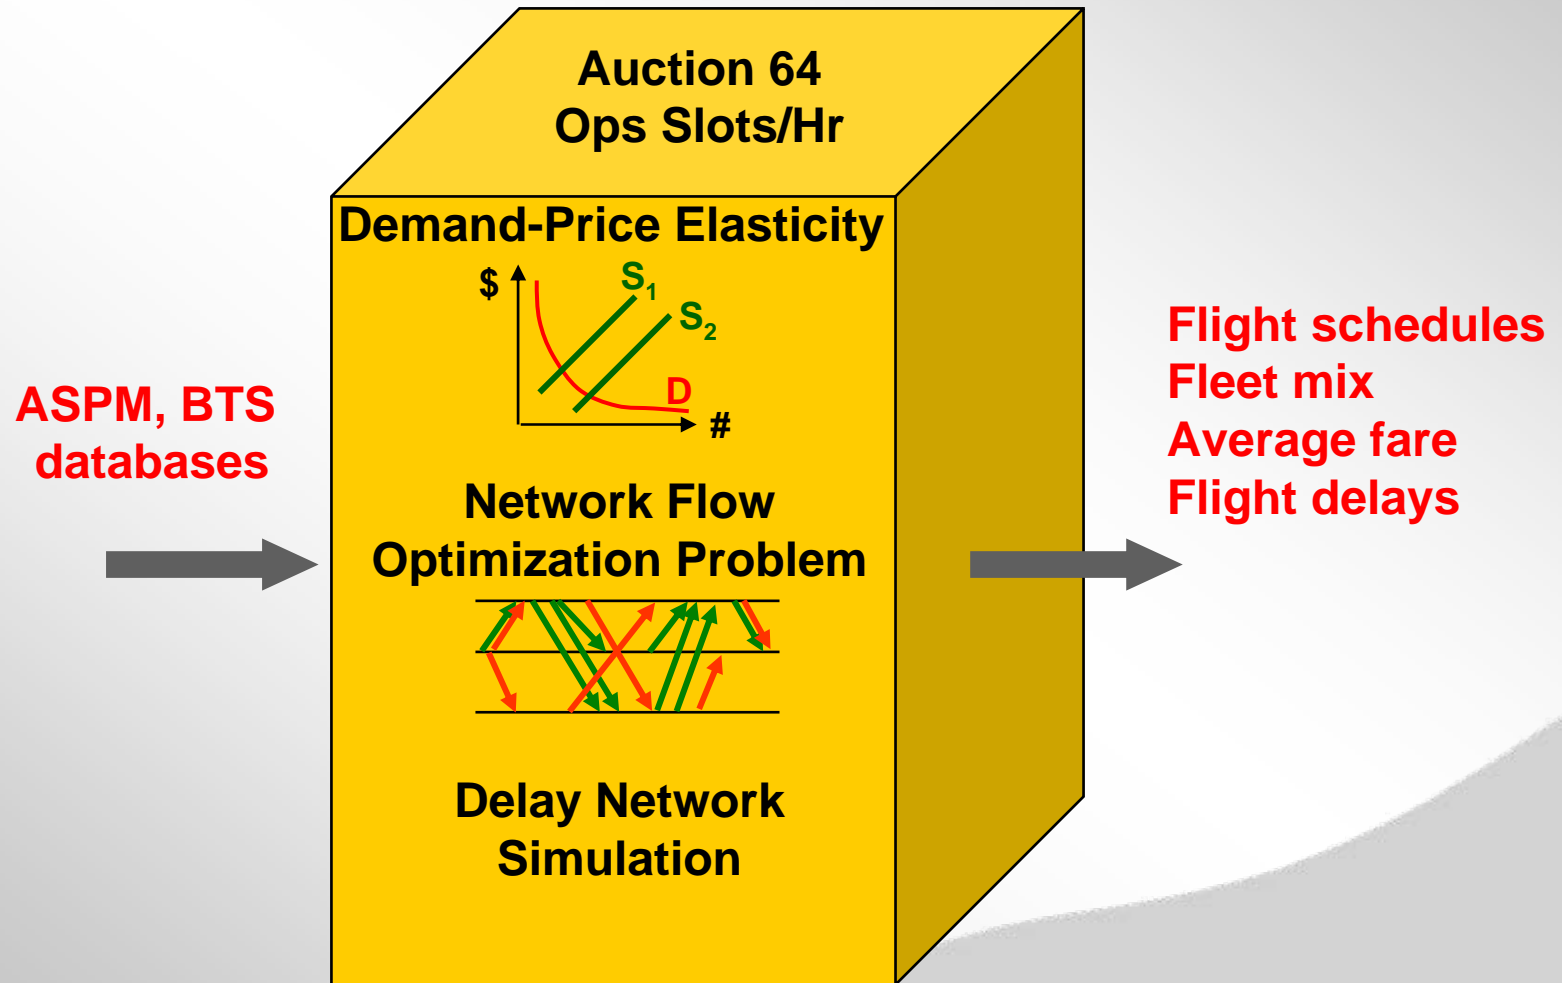 Auction 64
Ops Slots/Hr
Demand-Price Elasticity
$
S1
S2
D
#
ASPM, BTS
databases
Network Flow
Optimization Problem
Delay Network
Simulation
Flight schedules
Fleet mix
Average fare
Flight delays